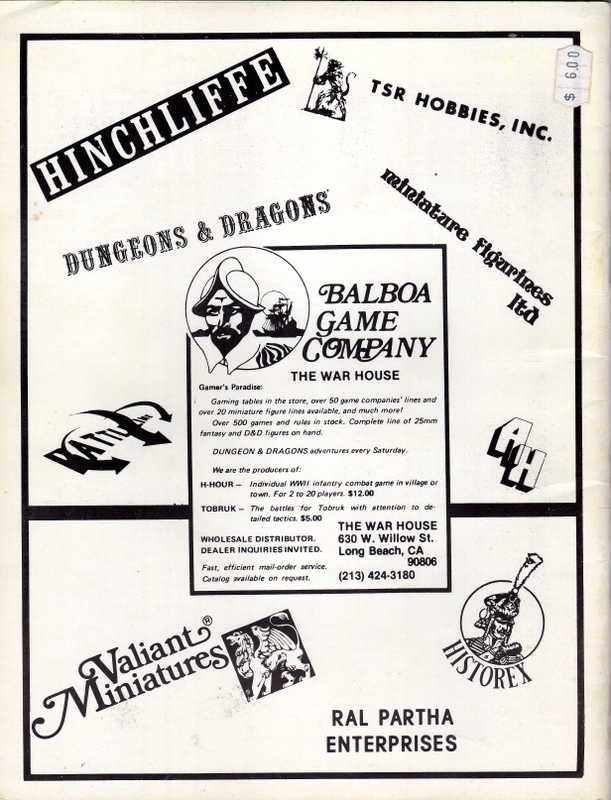 HINCHLIFFE
TSR HOBBIES, INC.
$ 6.00
DUNGEONS & DRAGONS
miniature figurines
ltd
BALBOA
GAME
COMPANY
THE WAR HOUSE
Gamer's Paradise:
Gaming tables in the store, over 50 game companies' lines and
over 20 miniature figure lines available, and much more!
Over 500 games and rules in stock. Complete line of 25mm
fantasy and D&D figures on hand.
DUNGEON & DRAGONS adventures every Saturday.
We are the producers of:
H-HOUR — Individual WWII infantry combat game in village or
town. For 2 to 20 players. $12.00
TOBRUK — The battles for Tobruk with attention to de-
tailed tactics. $5.00
WHOLESALE DISTRIBUTOR.
DEALER INQUIRIES INVITED.
Fast, efficient mail-order service.
Catalog available on request.
THE WAR HOUSE
630 W. Willow St.
Long Beach, CA
90806
(213) 424-3180
Valiant®
Miniatures
HISTOREX
RAL PARTHA
ENTERPRISES